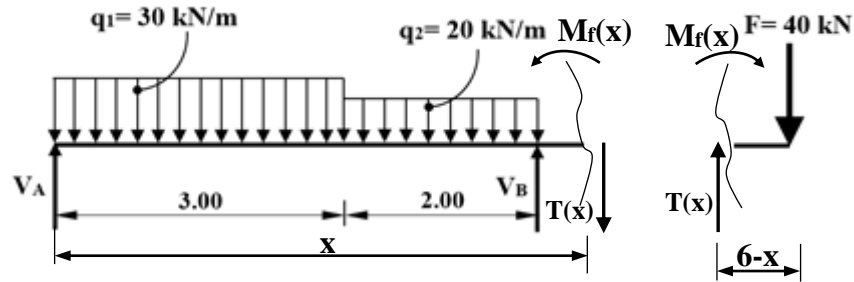 q1= 30 kN/m
q2= 20 kN/m
Mf(x)
Mf(x)
F= 40 kN
VA
3.00
2.00
VB
T(x)
T(x)
x
6-x